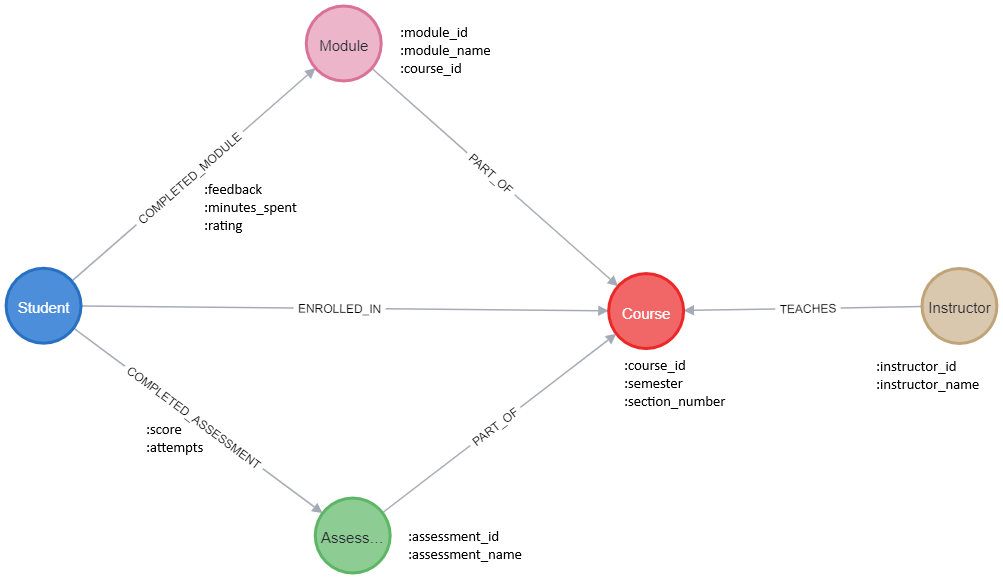 Module
:module_id
:module_name
:course_id
COMPLETED_MODULE
:feedback
:minutes_spent
:rating
PART_OF
Student
ENROLLED_IN
Course
TEACHES
Instructor
:course_id
:semester
:section_number
:instructor_id
:instructor_name
COMPLETED_ASSESSMENT
:score
:attempts
PART_OF
Assess...
:assessment_id
:assessment_name